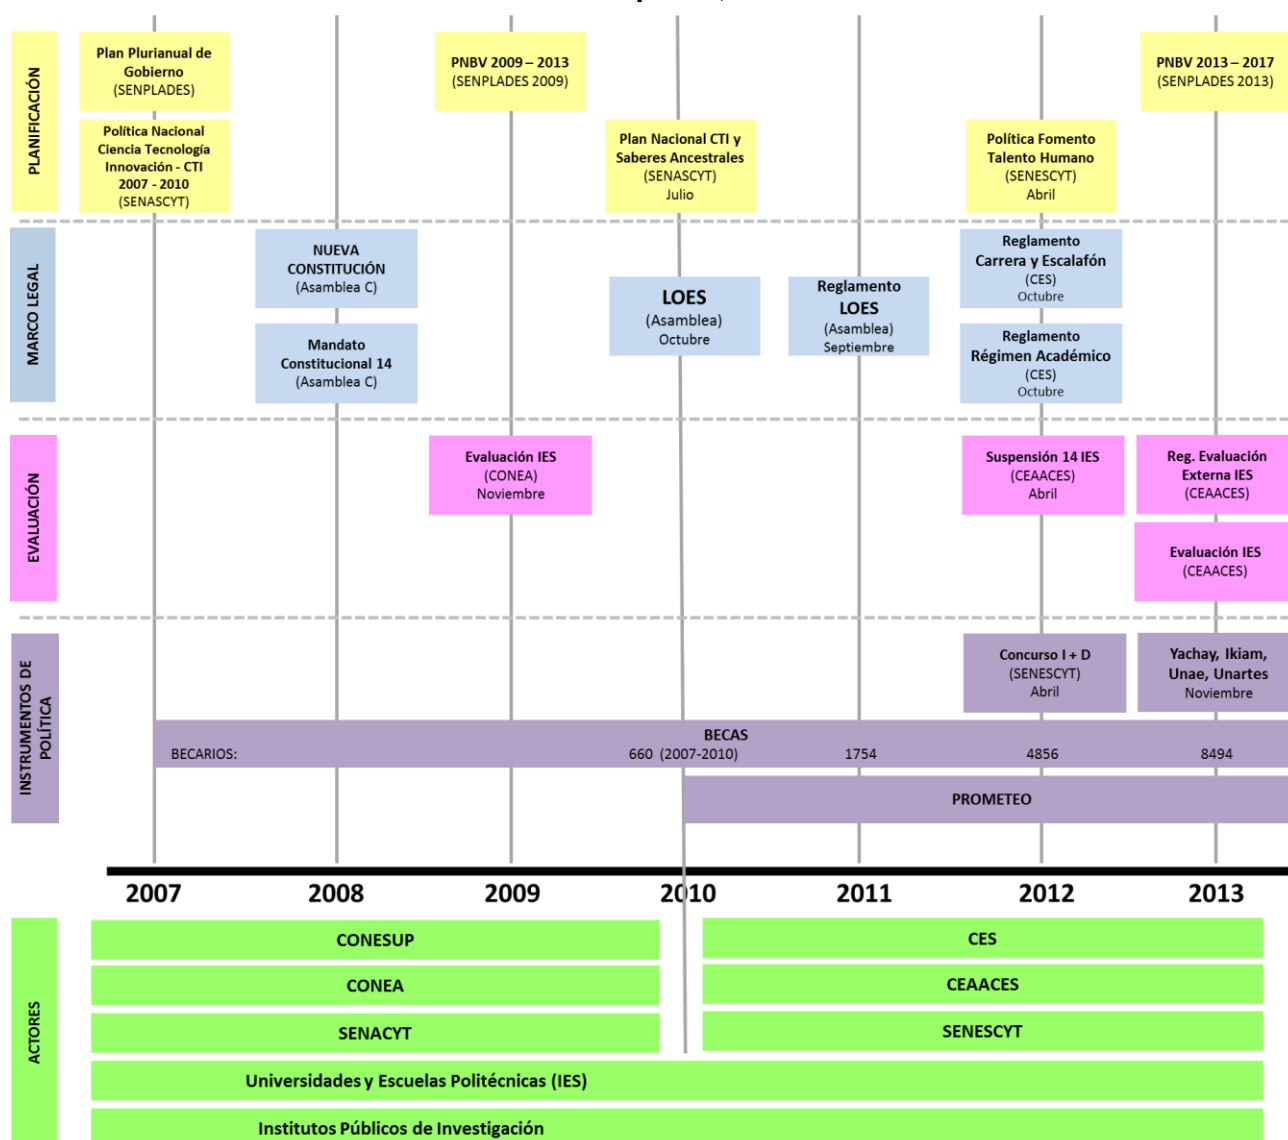 PLANIFICACIÓN
Plan Plurianual de
Gobierno
(SENPLADES)
Política Nacional
Ciencia Tecnología
Innovación - CTI
2007 - 2010
(SENASCYT)
PNBV 2009 – 2013
(SENPLADES 2009)
Plan Nacional CTI y
Saberes Ancestrales
(SENASCYT)
Julio
Política Fomento
Talento Humano
(SENESCYT)
Abril
PNBV 2013 – 2017
(SENPLADES 2013)
MARCO LEGAL
NUEVA
CONSTITUCIÓN
(Asamblea C)
Mandato
Constitucional 14
(Asamblea C)
LOES
(Asamblea)
Octubre
Reglamento
LOES
(Asamblea)
Septiembre
Reglamento
Carrera y Escalafón
(CES)
Octubre
Reglamento
Régimen Académico
(CES)
Octubre
EVALUACIÓN
Evaluación IES
(CONEA)
Noviembre
Suspensión 14 IES
(CEAACES)
Abril
Reg. Evaluación
Externa IES
(CEAACES)
Evaluación IES
(CEAACES)
INSTRUMENTOS DE
POLÍTICA
Concurso I + D
(SENESCYT)
Abril
Yachay, Ikiam,
Unae, Unartes
Noviembre
BECAS
BECARIOS: 660 (2007-2010) 1754 4856 8494
PROMETEO
2007 2008 2009 2010 2011 2012 2013
ACTORES
CONESUP
CES
CONEA
CEAACES
SENACYT
SENESCYT
Universidades y Escuelas Politécnicas (IES)
Institutos Públicos de Investigación